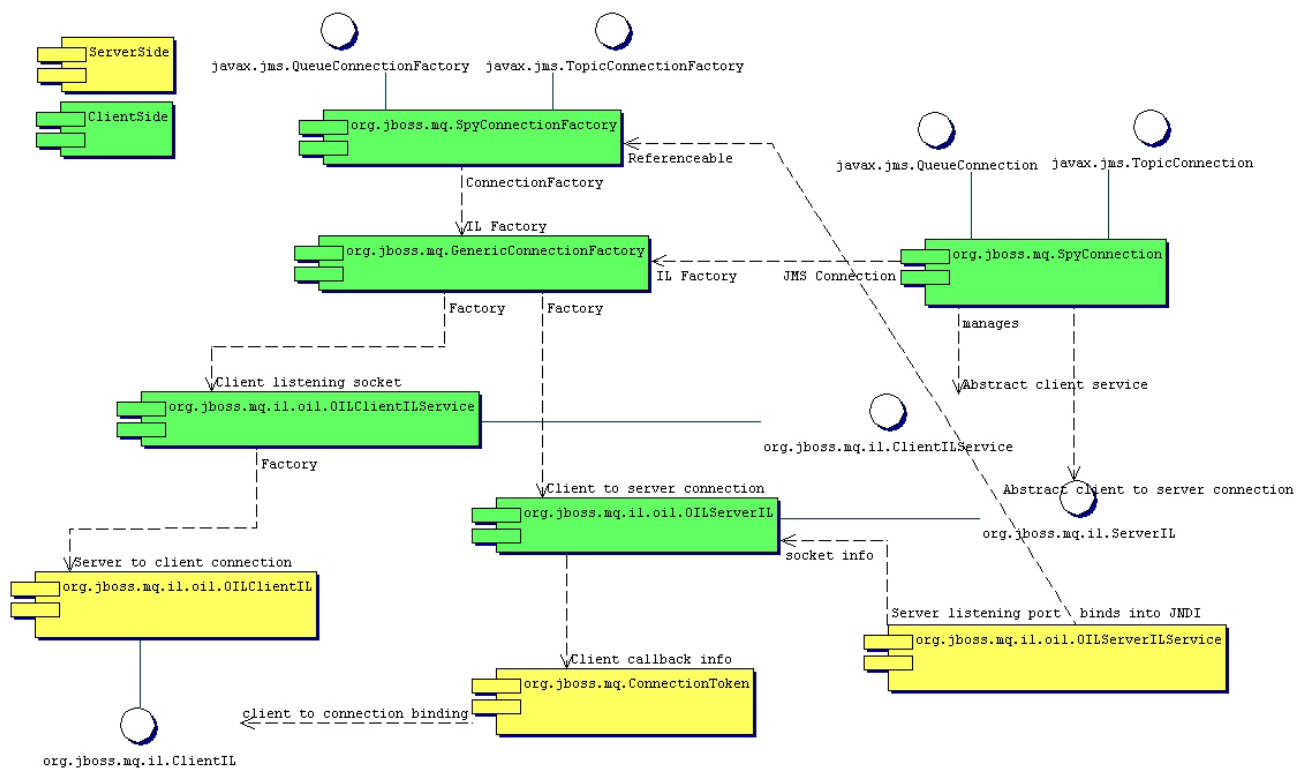 ServerSide
ClientSide
javax.jms.QueueConnectionFactory
javax.jms.TopicConnectionFactory
org.jboss.mq.SpyConnectionFactory
Referenceable
ConnectionFactory
javax.jms.QueueConnection
javax.jms.TopicConnection
IL Factory
org.jboss.mq.GenericConnectionFactory
IL Factory
JMS Connection
org.jboss.mq.SpyConnection
Factory
Factory
manages
Client listening socket
Abstract client service
org.jboss.mq.il.oil.OILClientILService
org.jboss.mq.il.ClientILService
Factory
Client to server connection
Abstract client to server connection
org.jboss.mq.il.oil.OILServerIL
org.jboss.mq.il.ServerIL
socket info
Server to client connection
org.jboss.mq.il.oil.OILClientIL
Server listening port
binds into JNDI
org.jboss.mq.il.oil.OILServerILService
Client callback info
org.jboss.mq.ConnectionToken
client to connection binding
org.jboss.mq.il.ClientIL